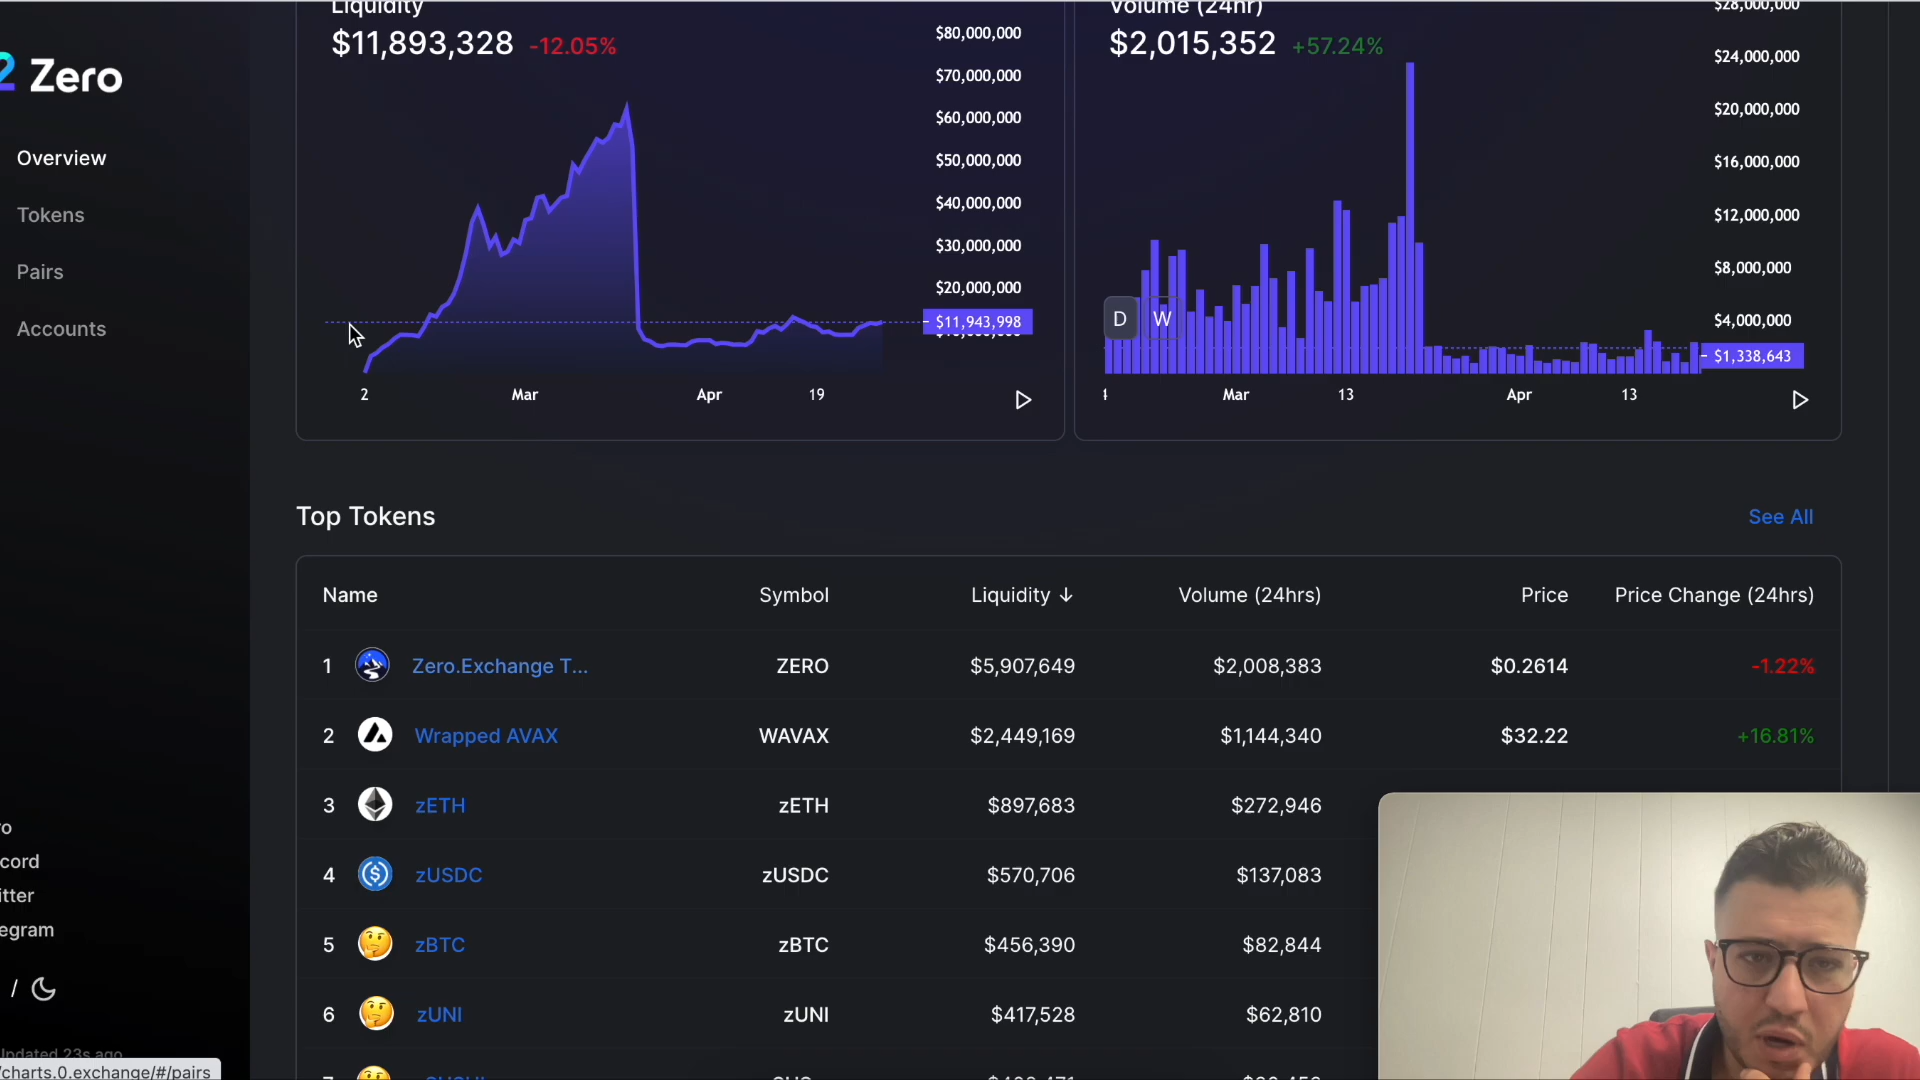 Liquidity
$11,893,328 -12.05%
$80,000,000
$70,000,000
$60,000,000
$50,000,000
$40,000,000
$30,000,000
$20,000,000
$11,943,998
2 Mar Apr 19
Volume (24hr)
$2,015,352 +57.24%
$28,000,000
$24,000,000
$20,000,000
$16,000,000
$12,000,000
$8,000,000
$4,000,000
$1,338,643
D W
Mar 13 Apr 13
Zero
Overview
Tokens
Pairs
Accounts
Top Tokens
See All
Name Symbol Liquidity ↓ Volume (24hrs) Price Price Change (24hrs)
1 Zero.Exchange T... ZERO $5,907,649 $2,008,383 $0.2614 -1.22%
2 Wrapped AVAX WAVAX $2,449,169 $1,144,340 $32.22 +16.81%
3 zETH zETH $897,683 $272,946
4 zUSDC zUSDC $570,706 $137,083
5 zBTC zBTC $456,390 $82,844
6 zUNI zUNI $417,528 $62,810
ro
cord
itter
egram
/
Updated 23s ago
/charts.0.exchange/#/pairs